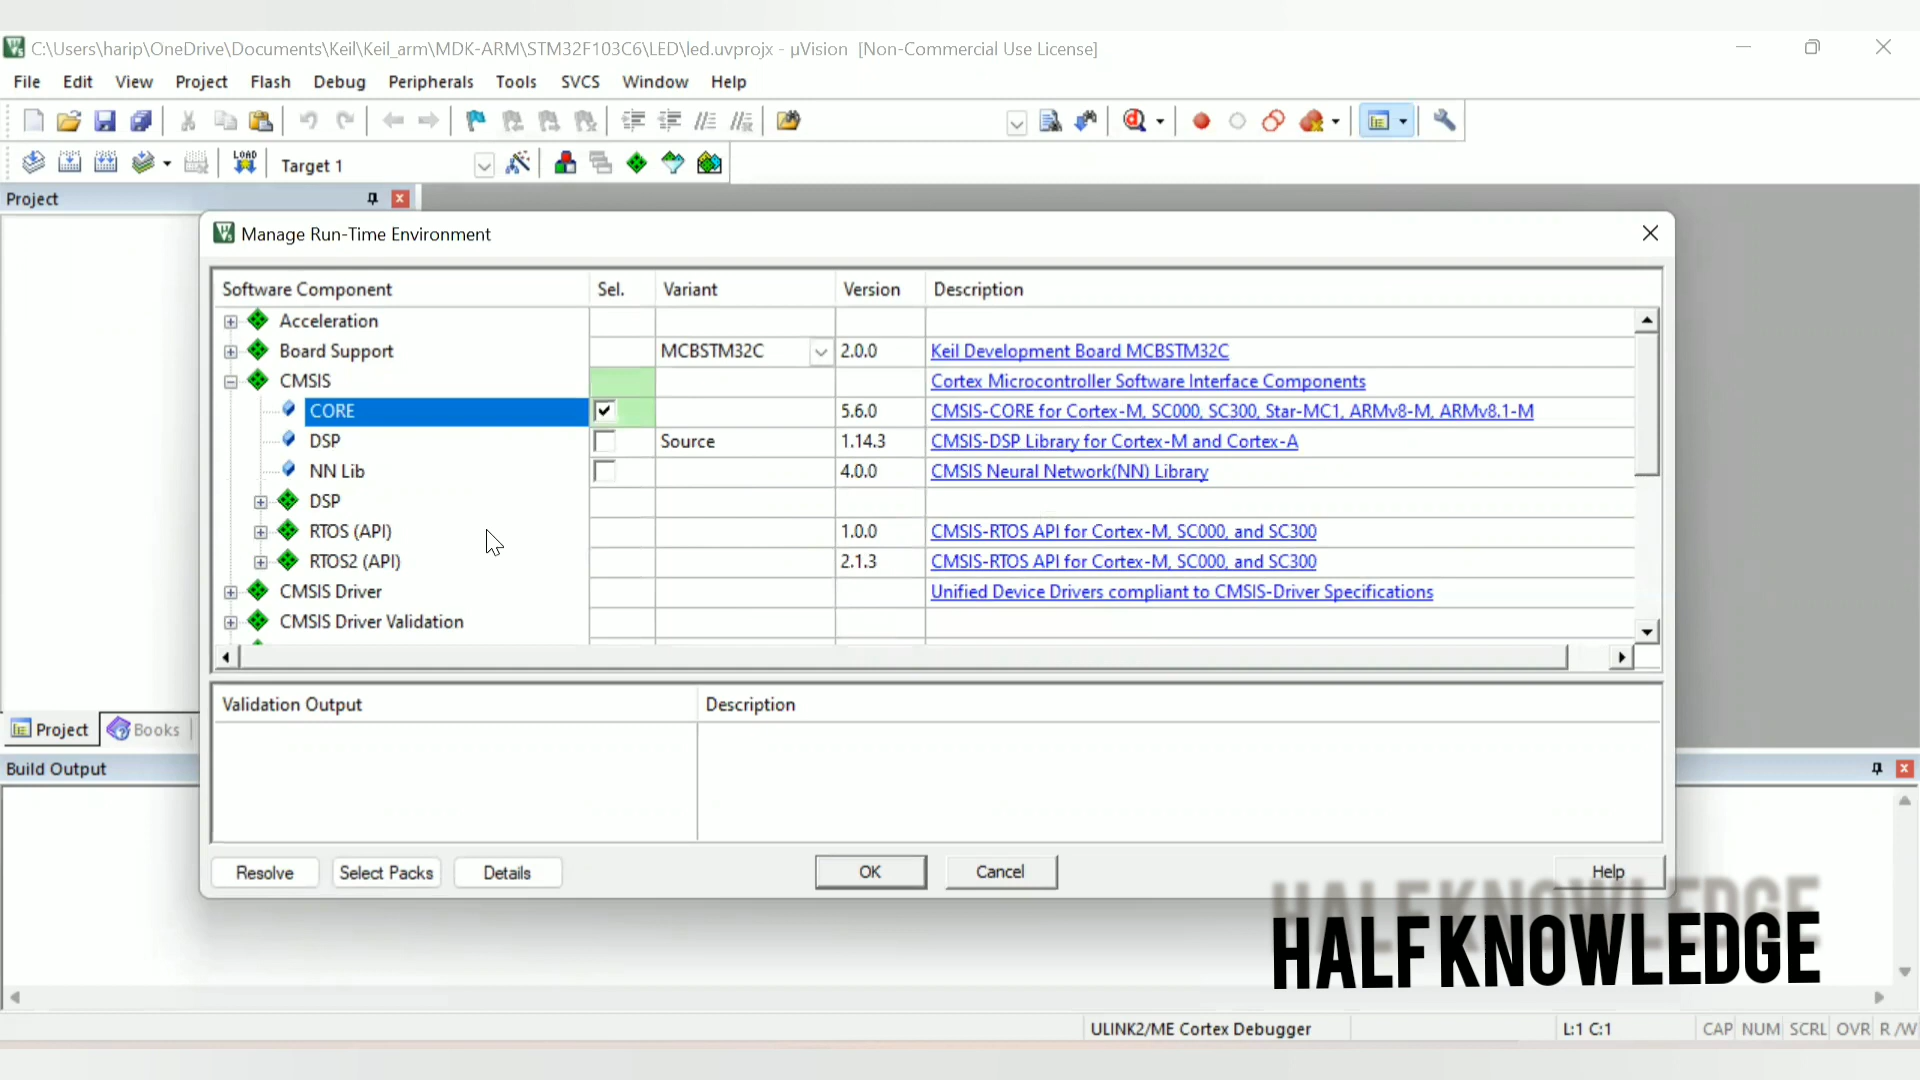 C:\Users\harip\OneDrive\Documents\Keil\Keil_arm\MDK-ARM\STM32F103C6\LED\led.uvprojx - µVision [Non-Commercial Use License]
File Edit View Project Flash Debug Peripherals Tools SVCS Window Help
LOAD Target 1
Project
Manage Run-Time Environment
Software Component Sel. Variant Version Description
Acceleration
Board Support MCBSTM32C 2.0.0 Keil Development Board MCBSTM32C
CMSIS Cortex Microcontroller Software Interface Components
CORE 5.6.0 CMSIS-CORE for Cortex-M, SC000, SC300, Star-MC1, ARMv8-M, ARMv8.1-M
DSP Source 1.14.3 CMSIS-DSP Library for Cortex-M and Cortex-A
NN Lib 4.0.0 CMSIS Neural Network(NN) Library
DSP
RTOS (API) 1.0.0 CMSIS-RTOS API for Cortex-M, SC000, and SC300
RTOS2 (API) 2.1.3 CMSIS-RTOS API for Cortex-M, SC000, and SC300
CMSIS Driver Unified Device Drivers compliant to CMSIS-Driver Specifications
CMSIS Driver Validation
Validation Output Description
Project Books
Build Output
Resolve Select Packs Details OK Cancel Help
HALF KNOWLEDGE
ULINK2/ME Cortex Debugger L:1 C:1 CAP NUM SCRL OVR R/W